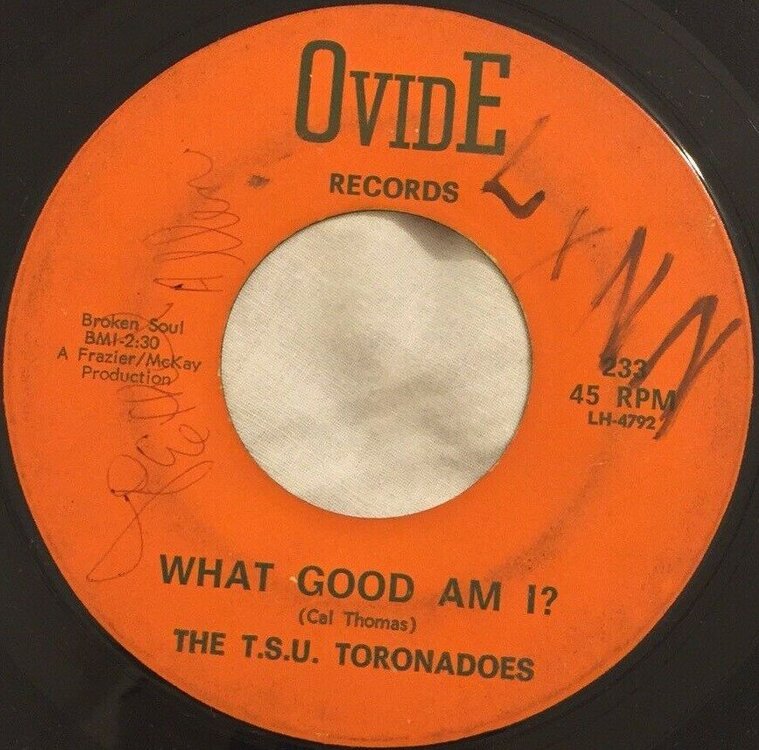 OVIDE
RECORDS
LYNN
Allen
Broken Soul
BMI-2:30
A Frazier/McKay
Production
233
45 RPM
LH-4792
WHAT GOOD AM I?
(Cal Thomas)
THE T.S.U. TORONADOES